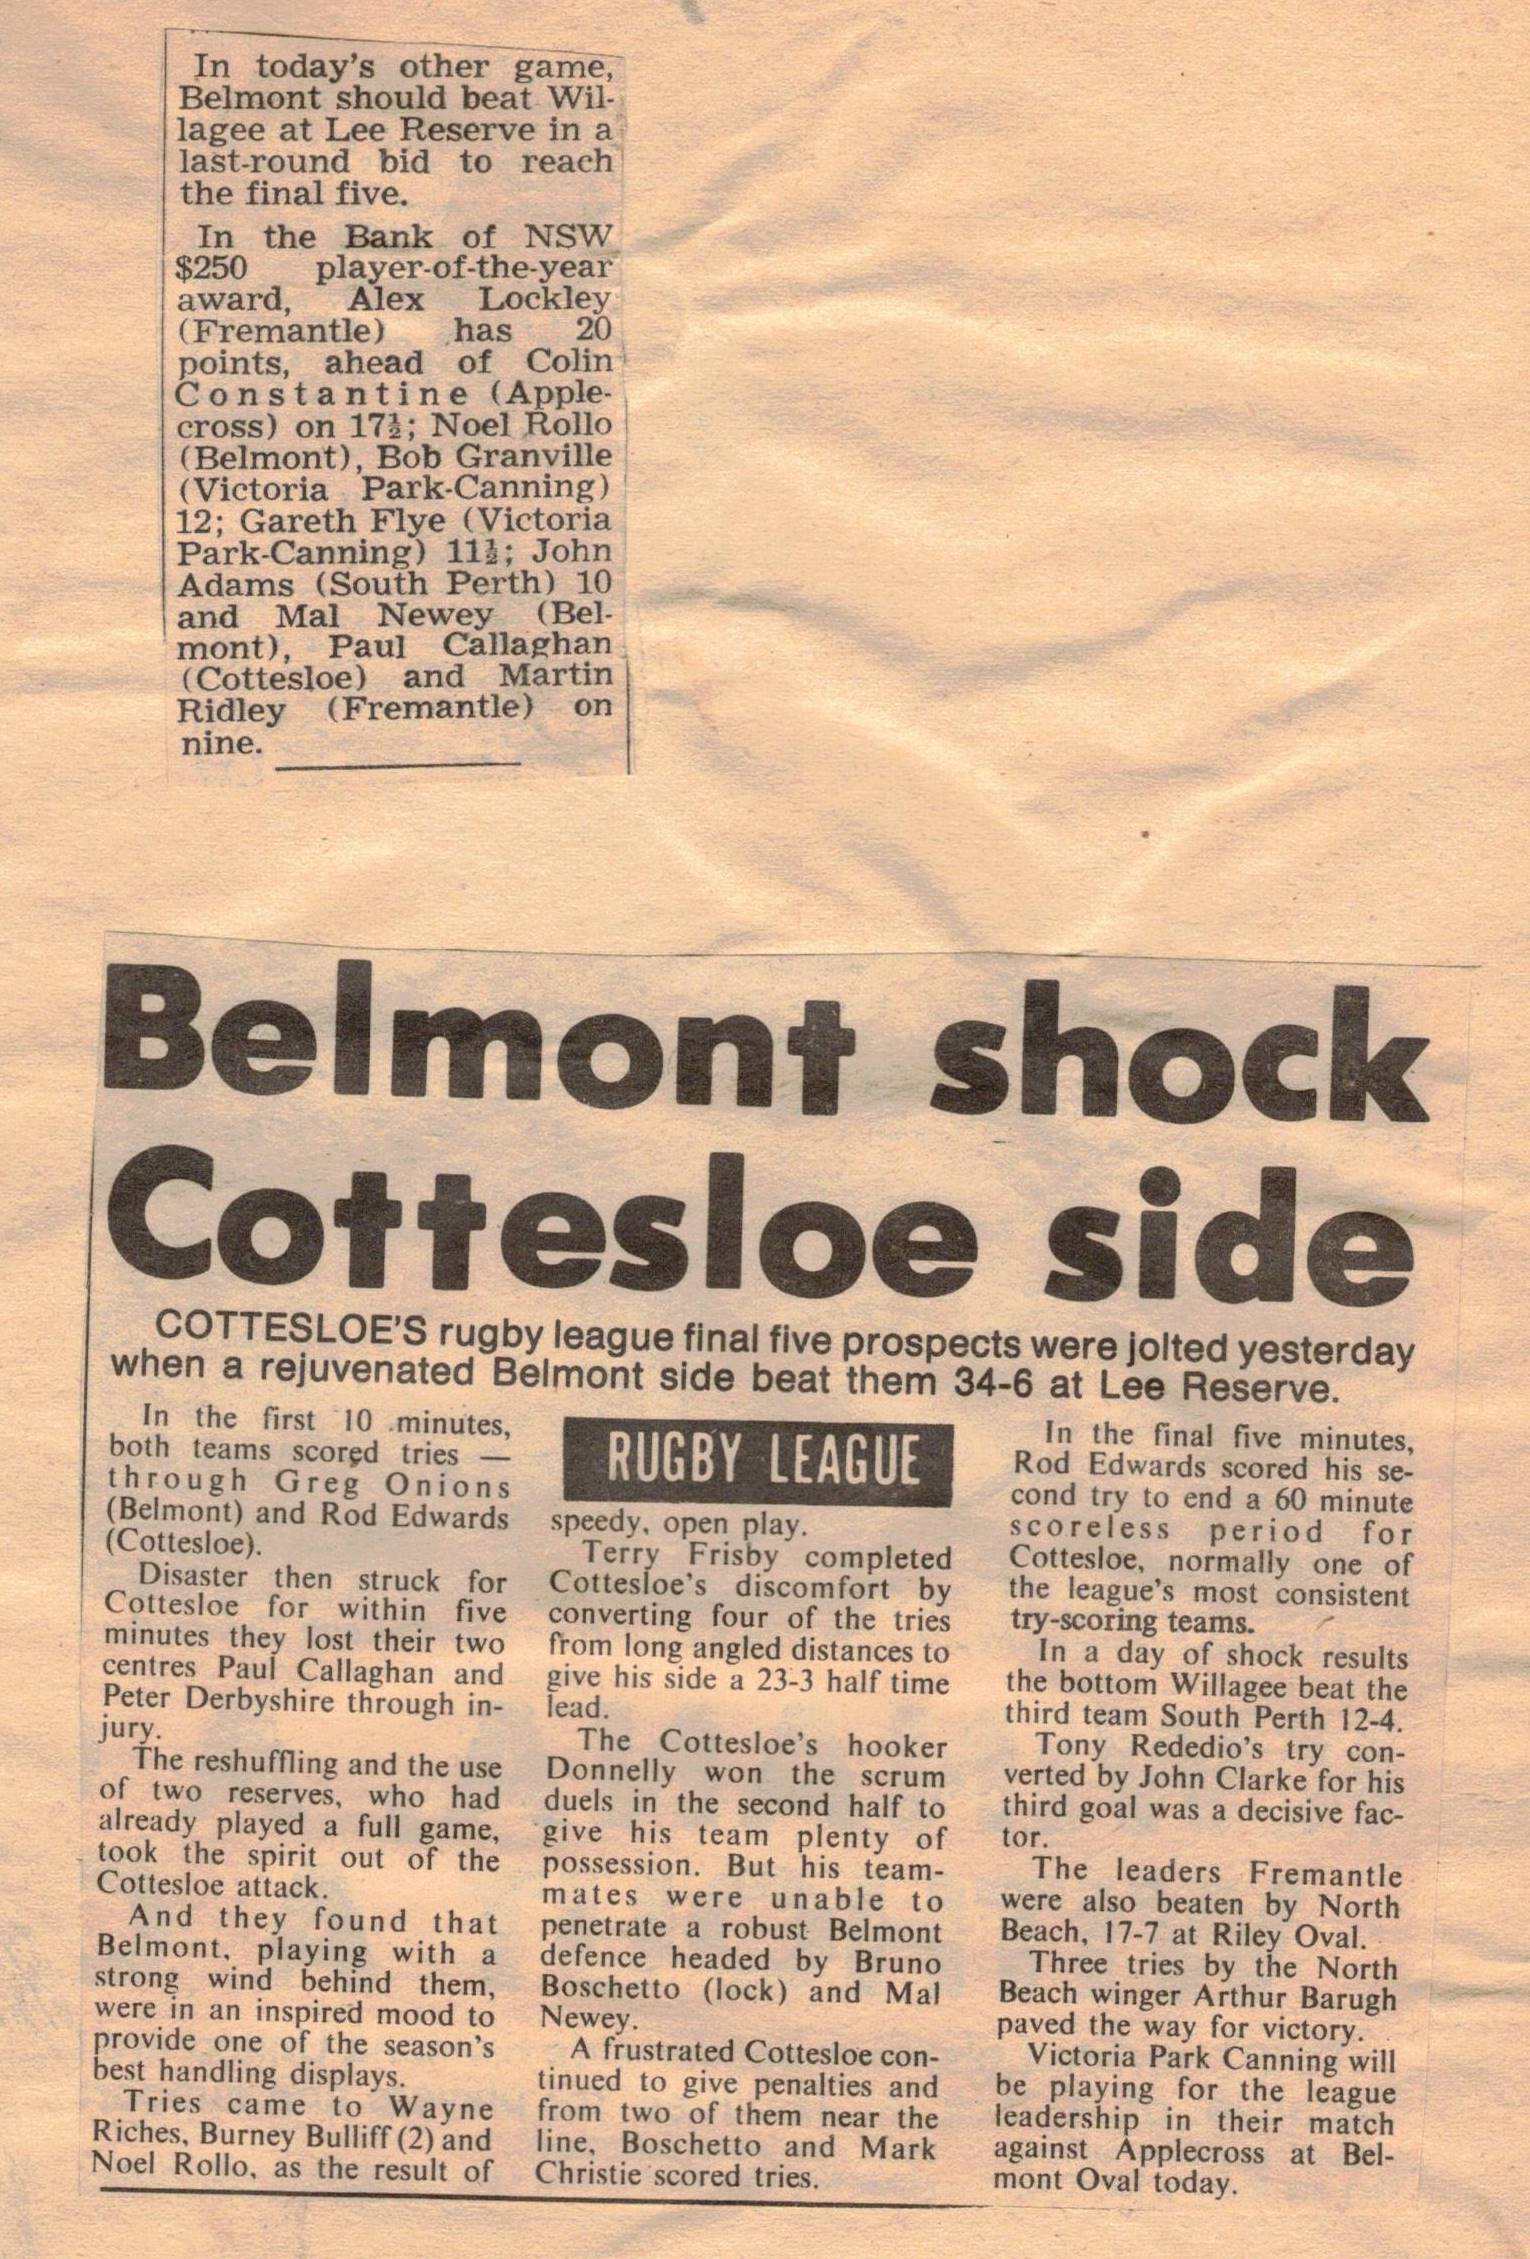 In today's other game,
Belmont should beat Wil-
lagee at Lee Reserve in a
last-round bid to reach
the final five.
In the Bank of NSW
$250 player-of-the-year
award, Alex Lockley
(Fremantle) has 20
points, ahead of Colin
Constantine (Apple-
cross) on 17½; Noel Rollo
(Belmont), Bob Granville
(Victoria Park-Canning)
12; Gareth Flye (Victoria
Park-Canning) 11½; John
Adams (South Perth) 10
and Mal Newey (Bel-
mont), Paul Callaghan
(Cottesloe) and Martin
Ridley (Fremantle) on
nine.
Belmont shock
Cottesloe side
COTTESLOE'S rugby league final five prospects were jolted yesterday
when a rejuvenated Belmont side beat them 34-6 at Lee Reserve.
In the first 10 minutes,
both teams scored tries —
through Greg Onions
(Belmont) and Rod Edwards
(Cottesloe).
Disaster then struck for
Cottesloe for within five
minutes they lost their two
centres Paul Callaghan and
Peter Derbyshire through in-
jury.
The reshuffling and the use
of two reserves, who had
already played a full game,
took the spirit out of the
Cottesloe attack.
And they found that
Belmont, playing with a
strong wind behind them,
were in an inspired mood to
provide one of the season's
best handling displays.
Tries came to Wayne
Riches, Burney Bulliff (2) and
Noel Rollo, as the result of
RUGBY LEAGUE
speedy, open play.
Terry Frisby completed
Cottesloe's discomfort by
converting four of the tries
from long angled distances to
give his side a 23-3 half time
lead.
The Cottesloe's hooker
Donnelly won the scrum
duels in the second half to
give his team plenty of
possession. But his team-
mates were unable to
penetrate a robust Belmont
defence headed by Bruno
Boschetto (lock) and Mal
Newey.
A frustrated Cottesloe con-
tinued to give penalties and
from two of them near the
line, Boschetto and Mark
Christie scored tries.
In the final five minutes,
Rod Edwards scored his se-
cond try to end a 60 minute
scoreless period for
Cottesloe, normally one of
the league's most consistent
try-scoring teams.
In a day of shock results
the bottom Willagee beat the
third team South Perth 12-4.
Tony Rededio's try con-
verted by John Clarke for his
third goal was a decisive fac-
tor.
The leaders Fremantle
were also beaten by North
Beach, 17-7 at Riley Oval.
Three tries by the North
Beach winger Arthur Barugh
paved the way for victory.
Victoria Park Canning will
be playing for the league
leadership in their match
against Applecross at Bel-
mont Oval today.